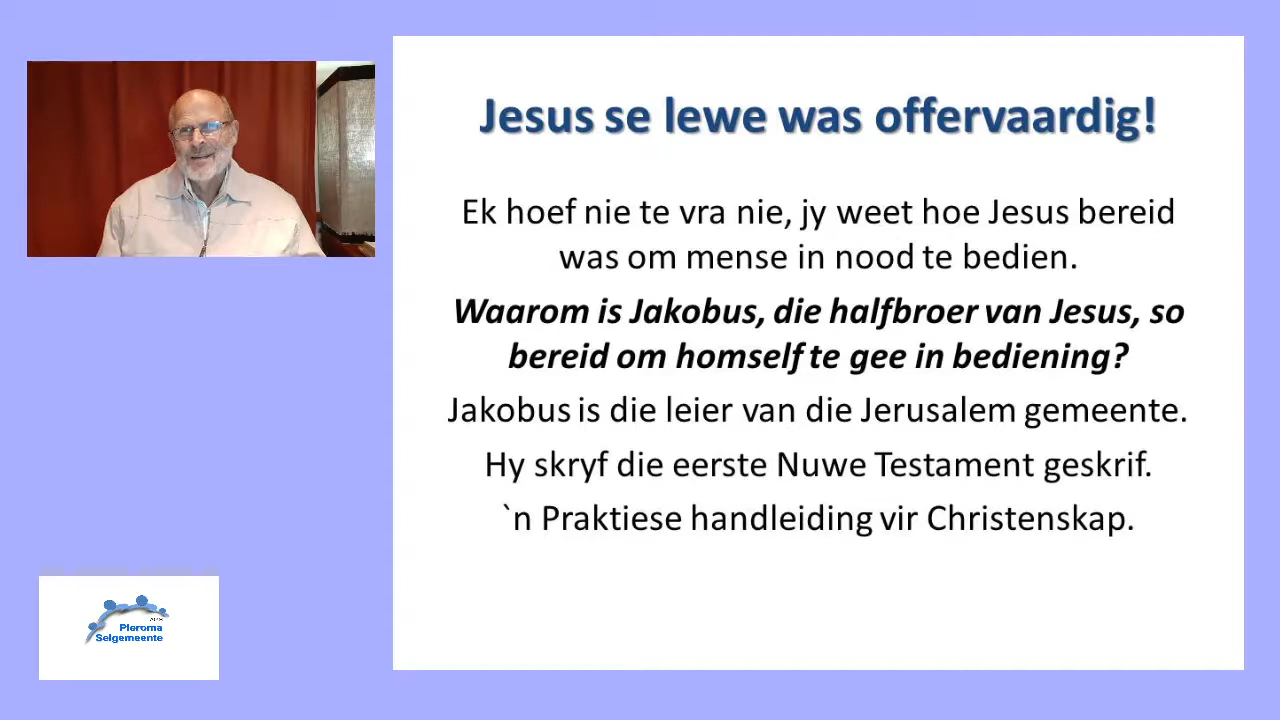 Jesus se lewe was offervaardig!
Ek hoef nie te vra nie, jy weet hoe Jesus bereid
was om mense in nood te bedien.
Waarom is Jakobus, die halfbroer van Jesus, so
bereid om homself te gee in bediening?
Jakobus is die leier van die Jerusalem gemeente.
Hy skryf die eerste Nuwe Testament geskrif.
`n Praktiese handleiding vir Christenskap.
Pleroma
Selgemeente